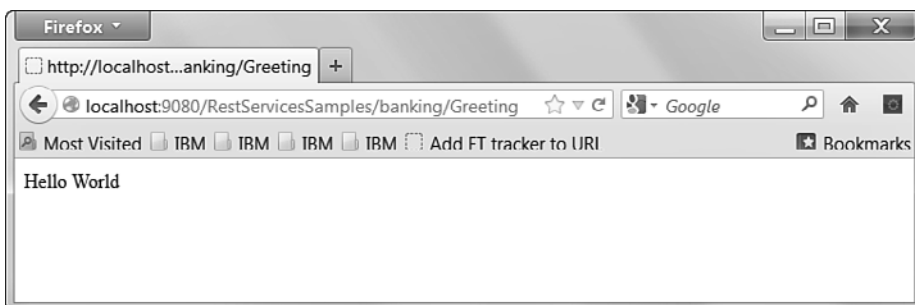 Firefox
http://localhost...anking/Greeting +
localhost:9080/RestServicesSamples/banking/Greeting Google
Most Visited IBM IBM IBM IBM Add FT tracker to URL Bookmarks
Hello World